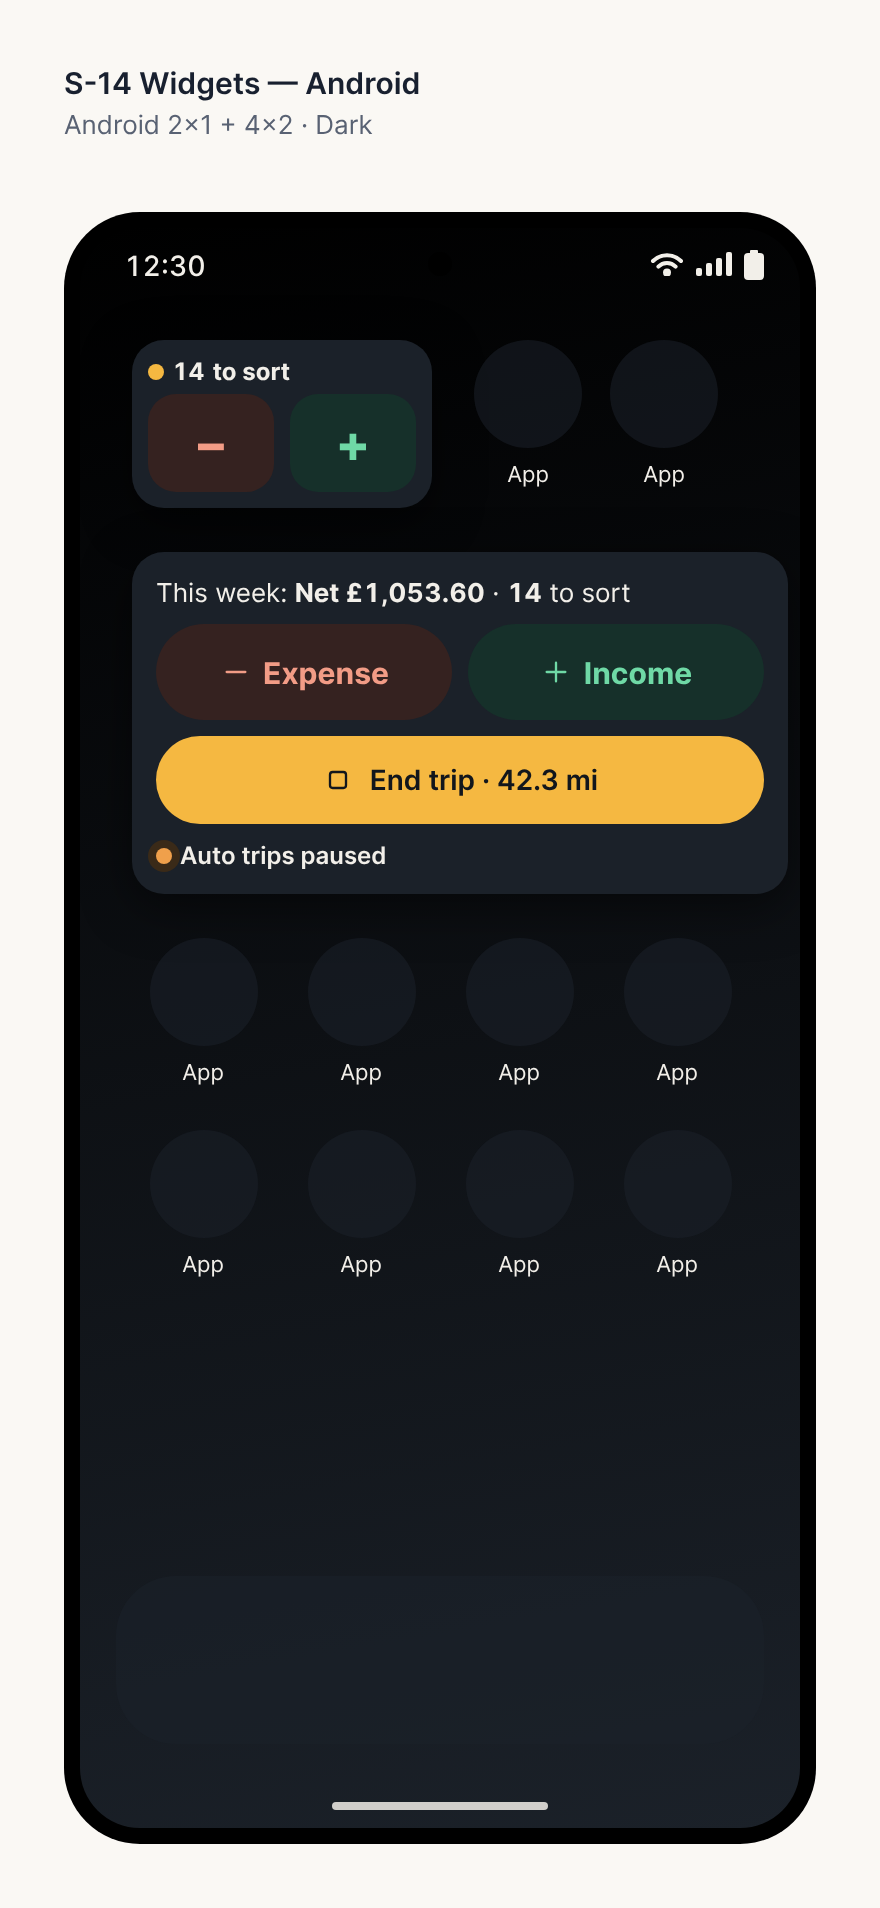 S-14 Widgets — Android
Android 2×1 + 4×2 · Dark
12:30
14 to sort
−
+
App
App
This week: Net £1,053.60 · 14 to sort
− Expense
+ Income
End trip · 42.3 mi
Auto trips paused
App
App
App
App
App
App
App
App